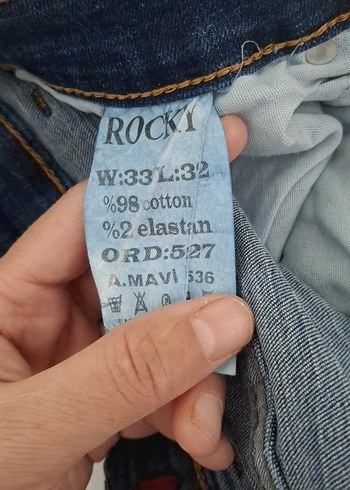 ROCKY
W:33 L:32
%98 cotton
%2 elastan
ORD:527
A.MAVİ 536